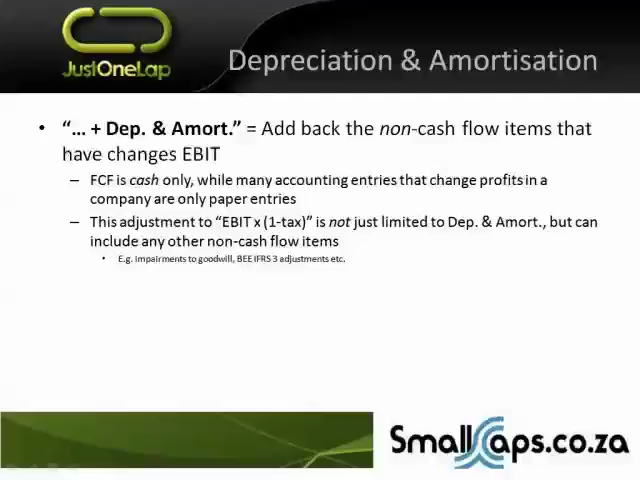 JustOneLap
Depreciation & Amortisation
• “... + Dep. & Amort.” = Add back the non-cash flow items that
have changes EBIT
– FCF is cash only, while many accounting entries that change profits in a
company are only paper entries
– This adjustment to “EBIT x (1-tax)” is not just limited to Dep. & Amort., but can
include any other non-cash flow items
• E.g. impairments to goodwill, BEE IFRS 3 adjustments etc.
SmallCaps.co.za